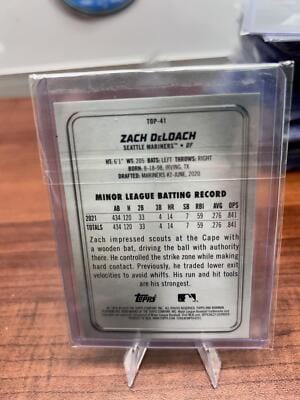 TOP-41
ZACH DeLOACH
SEATTLE MARINERS™ • OF
HT: 6'1" WT: 205 BATS: LEFT THROWS: RIGHT
BORN: 8-18-98, IRVING, TX
DRAFTED: MARINERS #2-JUNE, 2020
MINOR LEAGUE BATTING RECORD
AB H 2B 3B HR SB BB AVG OPS
2021 434 120 33 4 14 7 59 .276 .841
TOTALS 434 120 33 4 14 7 59 .276 .841
Zach impressed scouts at the Cape with
a wooden bat, driving the ball with authority
there. He controlled the strike zone while making
hard contact. Previously, he traded lower exit
velocities to avoid whiffs. His run and hit tools
are his strongest.
Topps